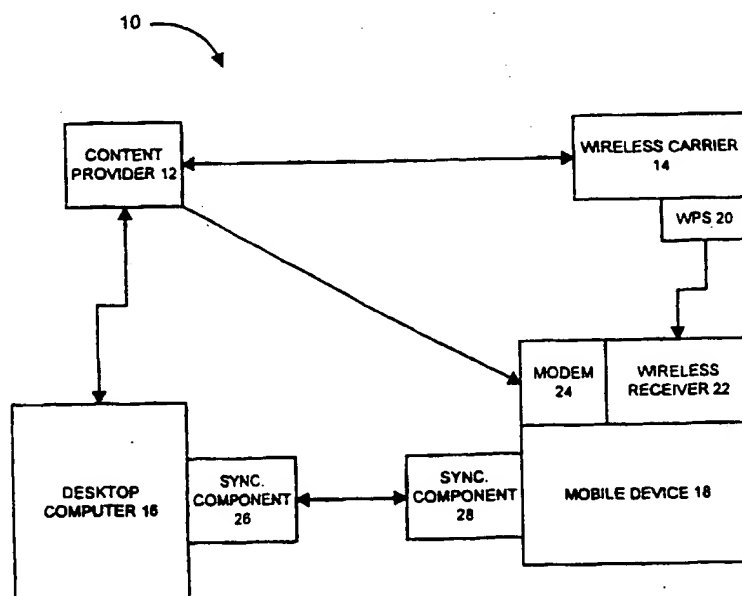 10
CONTENT
PROVIDER 12
WIRELESS CARRIER
14
WPS 20
MODEM
24
WIRELESS
RECEIVER 22
DESKTOP
COMPUTER 16
SYNC.
COMPONENT
26
SYNC.
COMPONENT
28
MOBILE DEVICE 18